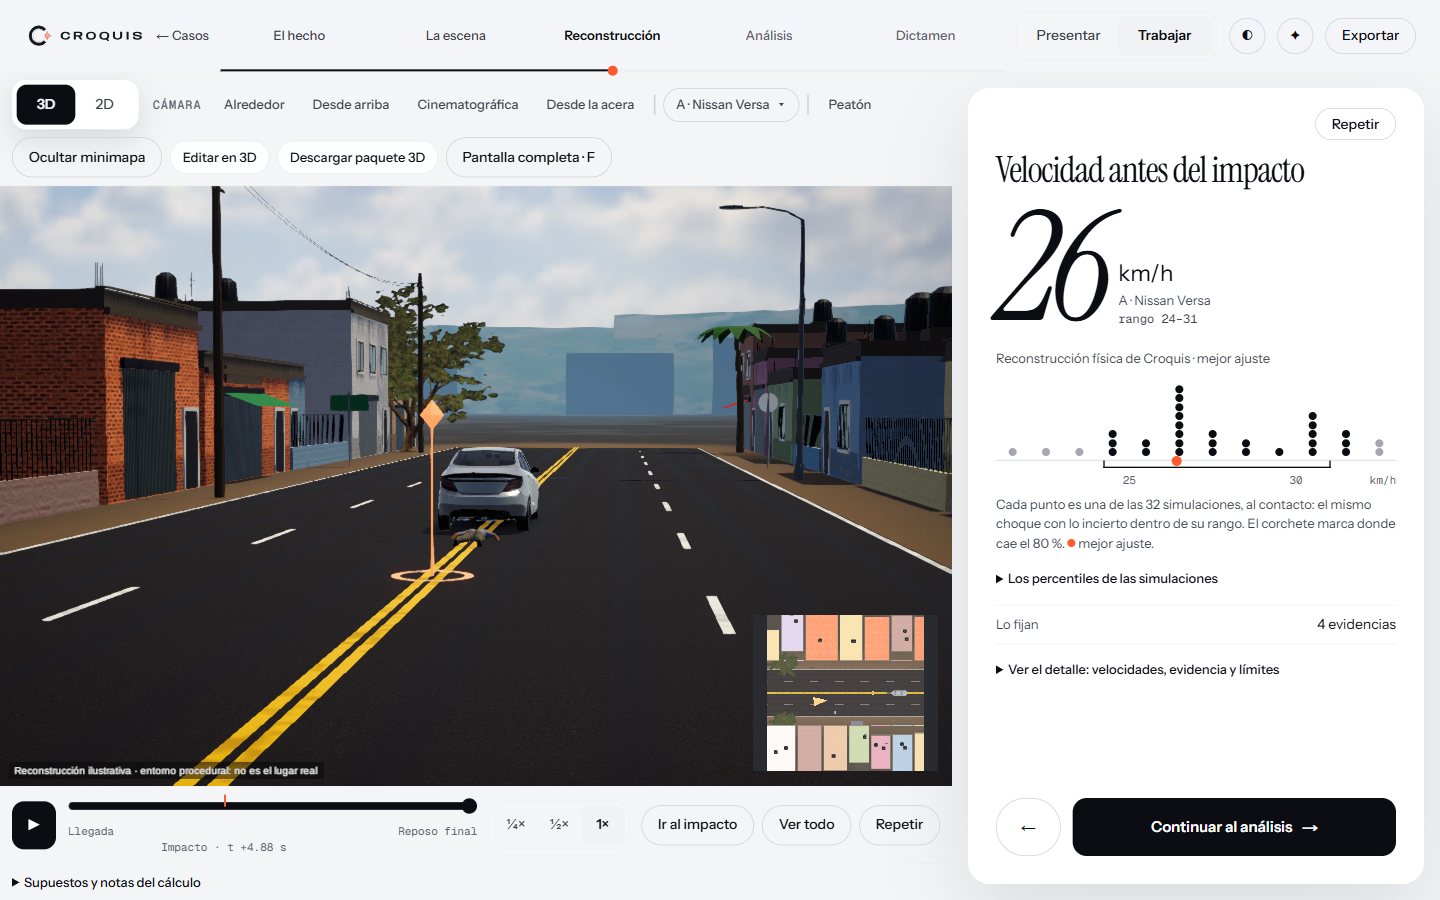 CROQUIS
← Casos
El hecho
La escena
Reconstrucción
Análisis
Dictamen
Presentar
Trabajar
Exportar
3D
2D
CÁMARA
Alrededor
Desde arriba
Cinematográfica
Desde la acera
A · Nissan Versa
Peatón
Ocultar minimapa
Editar en 3D
Descargar paquete 3D
Pantalla completa · F
Reconstrucción ilustrativa · entorno procedural: no es el lugar real
Llegada
Reposo final
Impacto · t +4.88 s
¼×
½×
1×
Ir al impacto
Ver todo
Repetir
Supuestos y notas del cálculo
Repetir
Velocidad antes del impacto
26 km/h
A · Nissan Versa
rango 24–31
Reconstrucción física de Croquis · mejor ajuste
25
30
km/h
Cada punto es una de las 32 simulaciones, al contacto: el mismo
choque con lo incierto dentro de su rango. El corchete marca donde
cae el 80 %. mejor ajuste.
Los percentiles de las simulaciones
Lo fijan
4 evidencias
Ver el detalle: velocidades, evidencia y límites
←
Continuar al análisis →